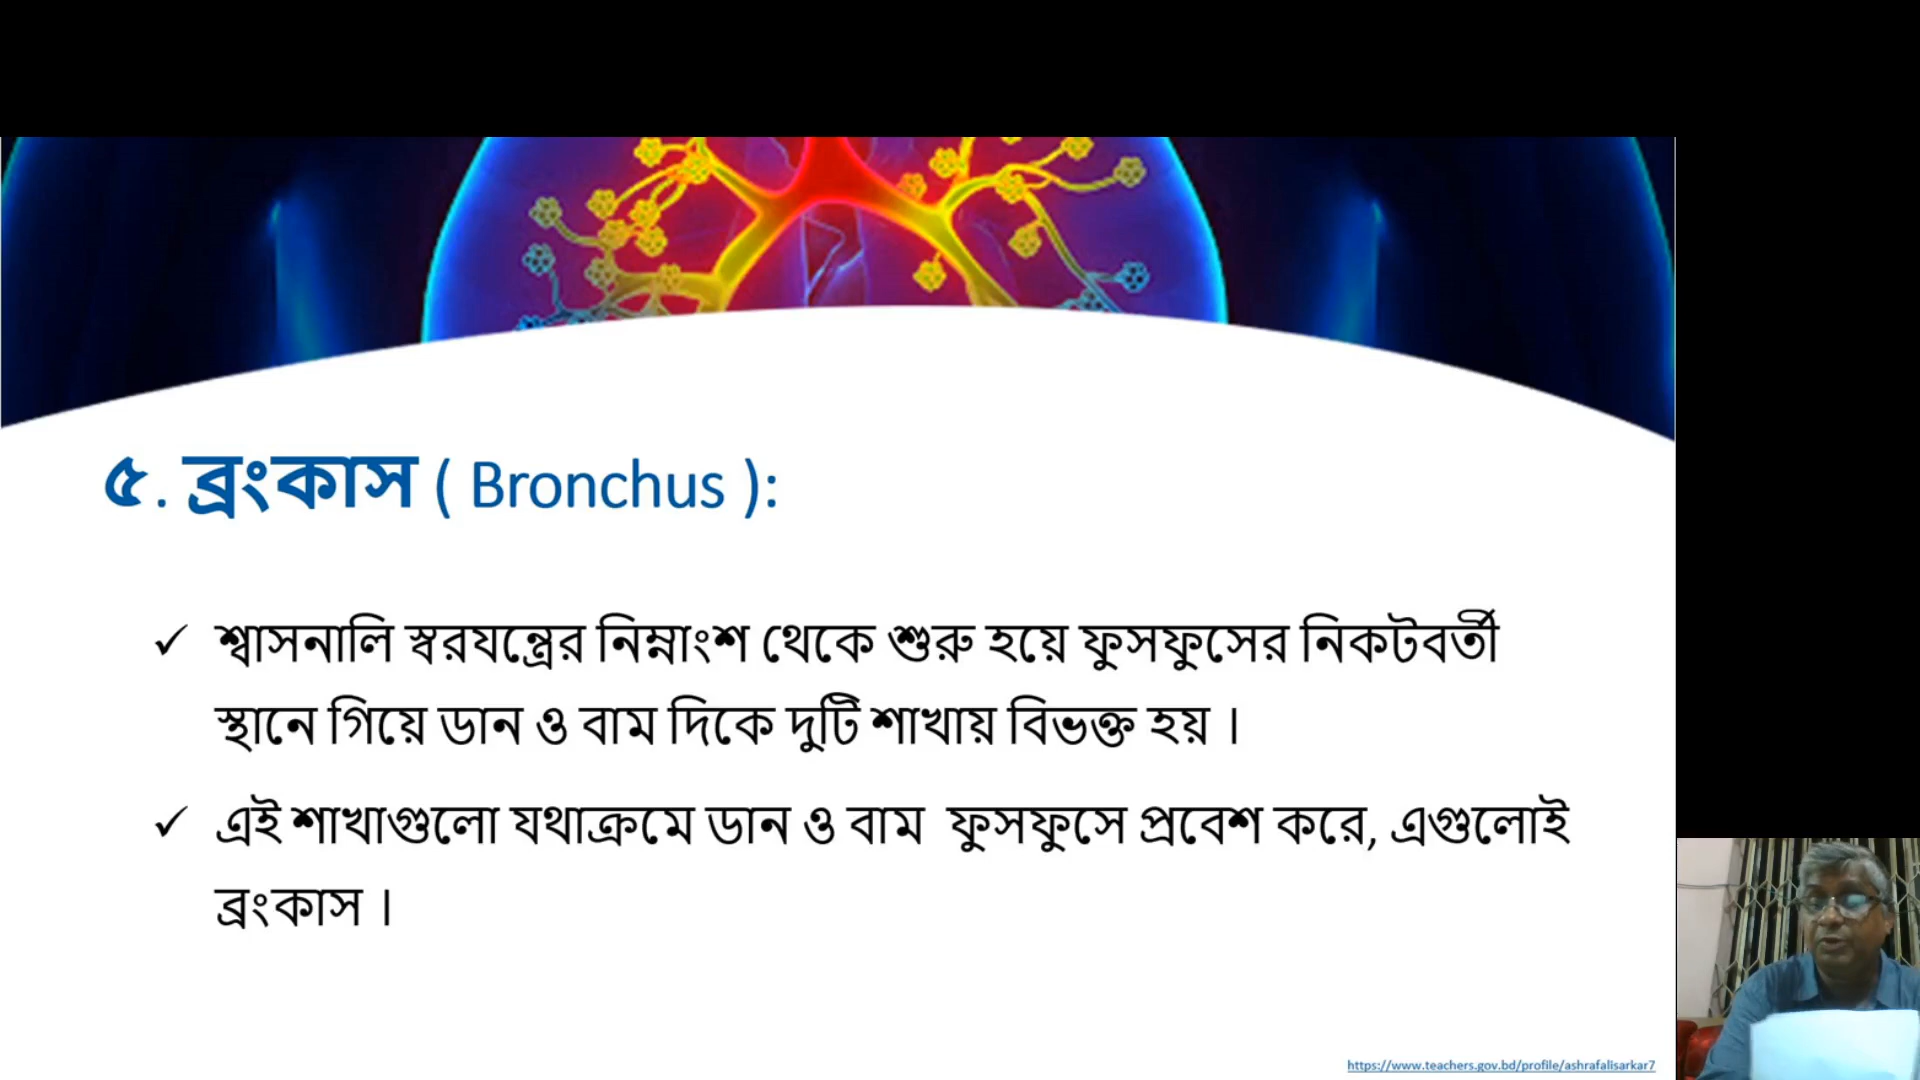 ৫. ব্রংকাস ( Bronchus ):
✓ শ্বাসনালি স্বরযন্ত্রের নিম্নাংশ থেকে শুরু হয়ে ফুসফুসের নিকটবর্তী
স্থানে গিয়ে ডান ও বাম দিকে দুটি শাখায় বিভক্ত হয় ।
✓ এই শাখাগুলো যথাক্রমে ডান ও বাম ফুসফুসে প্রবেশ করে, এগুলোই
ব্রংকাস ।
https://www.teachers.gov.bd/profile/ashrafalisarkar7